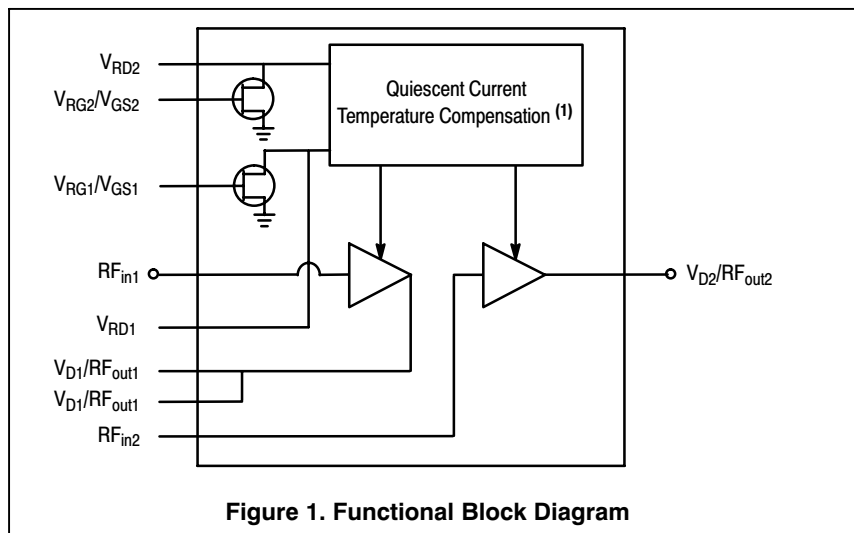 V_RD2
V_RG2/V_GS2
Quiescent Current
Temperature Compensation (1)
V_RG1/V_GS1
RF_in1
V_D2/RF_out2
V_RD1
V_D1/RF_out1
V_D1/RF_out1
RF_in2
Figure 1. Functional Block Diagram